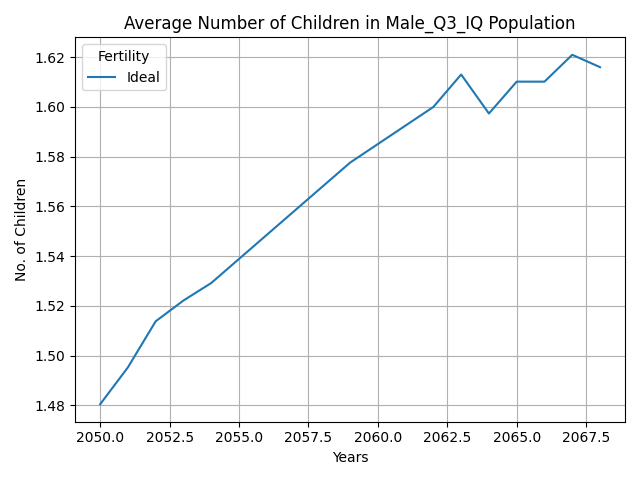 Average Number of Children in Male_Q3_IQ Population
Fertility
Ideal
No. of Children
1.62
1.60
1.58
1.56
1.54
1.52
1.50
1.48
2050.0 2052.5 2055.0 2057.5 2060.0 2062.5 2065.0 2067.5
Years